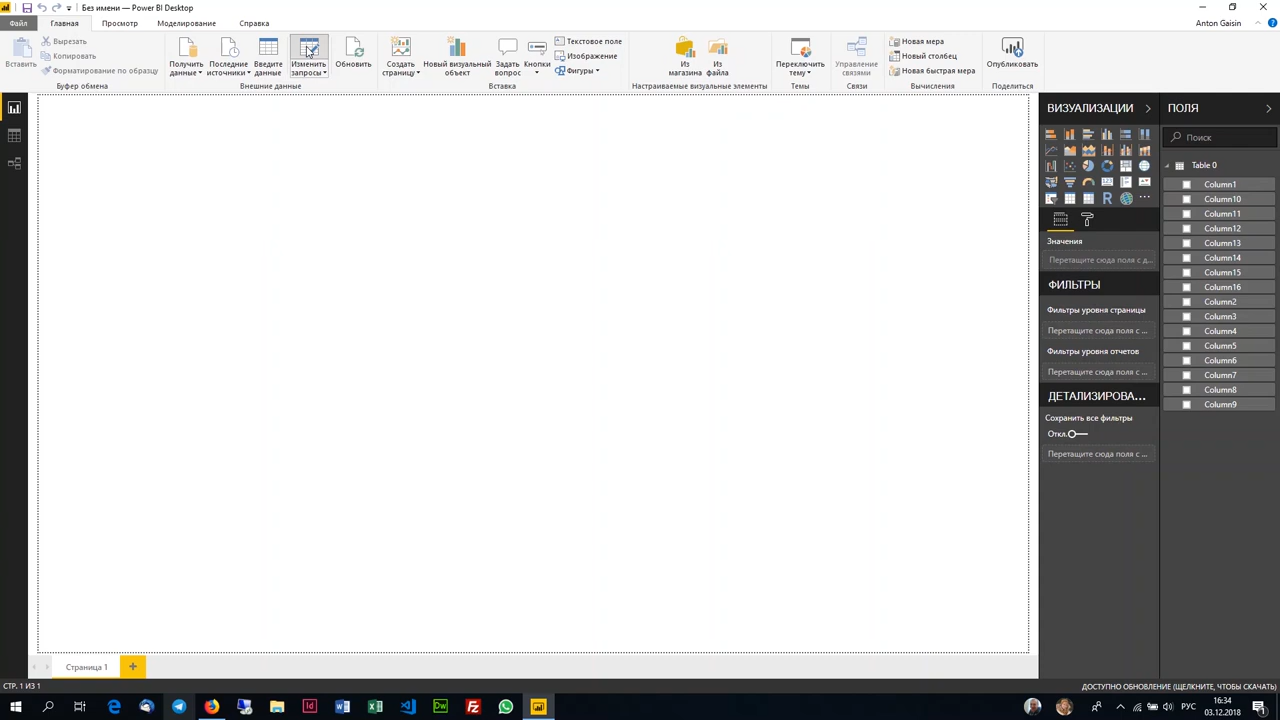 Без имени — Power BI Desktop
Файл
Главная
Просмотр
Моделирование
Справка
Anton Gaisin
Вставить
Вырезать
Копировать
Форматирование по образцу
Буфер обмена
Получить данные
Последние источники
Введите данные
Изменить запросы
Обновить
Внешние данные
Создать страницу
Новый визуальный объект
Задать вопрос
Кнопки
Текстовое поле
Изображение
Фигуры
Вставка
Из магазина
Из файла
Настраиваемые визуальные элементы
Переключить тему
Темы
Управление связями
Связи
Новая мера
Новый столбец
Новая быстрая мера
Вычисления
Опубликовать
Поделиться
ВИЗУАЛИЗАЦИИ
R
Значения
Перетащите сюда поля с д...
ФИЛЬТРЫ
Фильтры уровня страницы
Перетащите сюда поля с ...
Фильтры уровня отчетов
Перетащите сюда поля с ...
ДЕТАЛИЗИРОВА...
Сохранить все фильтры
Откл.
Перетащите сюда поля с ...
ПОЛЯ
Поиск
Table 0
Column1
Column10
Column11
Column12
Column13
Column14
Column15
Column16
Column2
Column3
Column4
Column5
Column6
Column7
Column8
Column9
Страница 1
СТР. 1 ИЗ 1
ДОСТУПНО ОБНОВЛЕНИЕ (ЩЕЛКНИТЕ, ЧТОБЫ СКАЧАТЬ)
РУС
16:34
03.12.2018